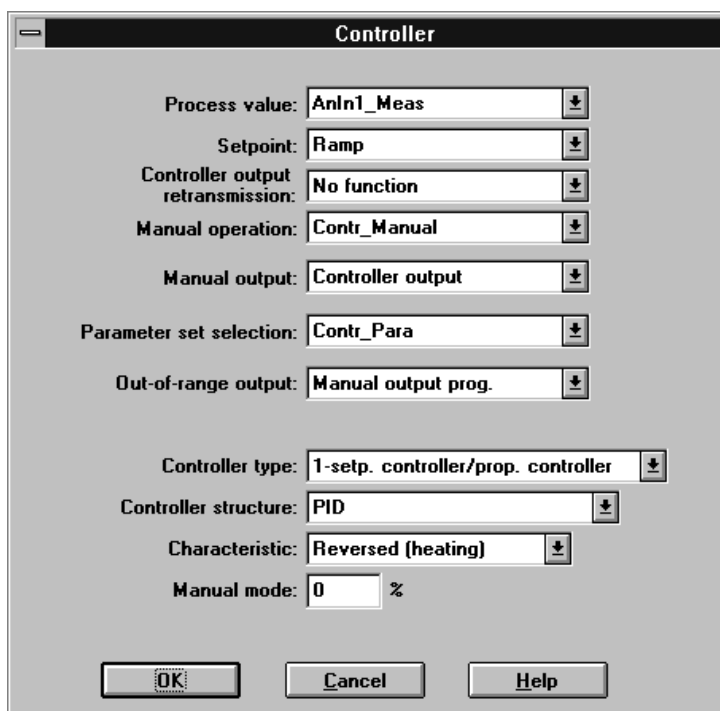 Controller
Process value: AnIn1_Meas
Setpoint: Ramp
Controller output
retransmission: No function
Manual operation: Contr_Manual
Manual output: Controller output
Parameter set selection: Contr_Para
Out-of-range output: Manual output prog.
Controller type: 1-setp. controller/prop. controller
Controller structure: PID
Characteristic: Reversed (heating)
Manual mode: 0 %
OK Cancel Help